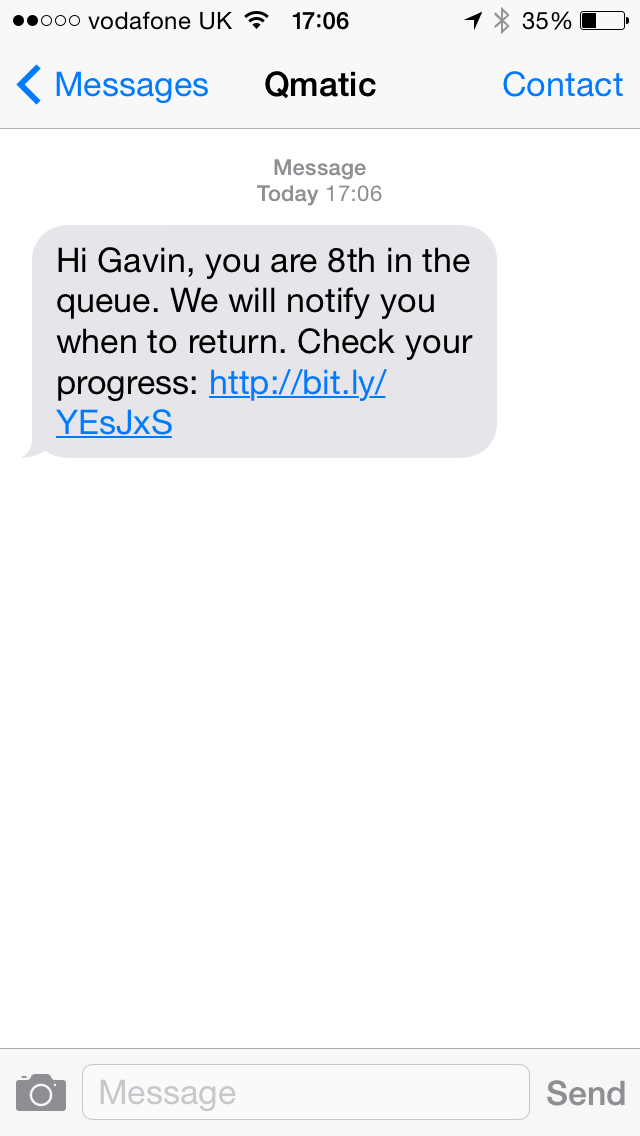 vodafone UK 17:06 35%
Messages Qmatic Contact
Message
Today 17:06
Hi Gavin, you are 8th in the
queue. We will notify you
when to return. Check your
progress: http://bit.ly/
YEsJxS
Message Send